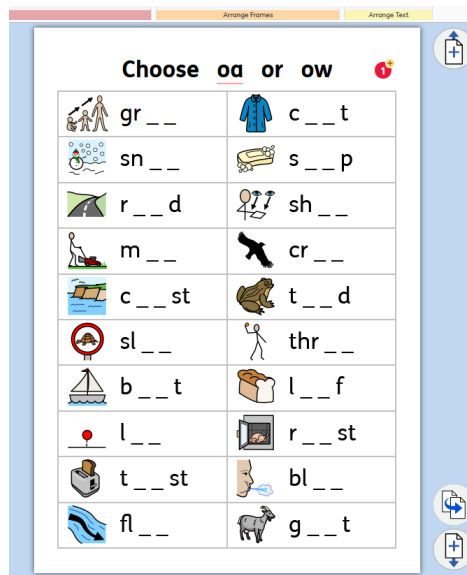 Arrange Frames Arrange Text
Choose oa or ow 1+
gr _ _ c _ _ t
sn _ _ s _ _ p
r _ _ d sh _ _
m _ _ cr _ _
c _ _ st t _ _ d
sl _ _ thr _ _
b _ _ t l _ _ f
l _ _ r _ _ st
t _ _ st bl _ _
fl _ _ g _ _ t